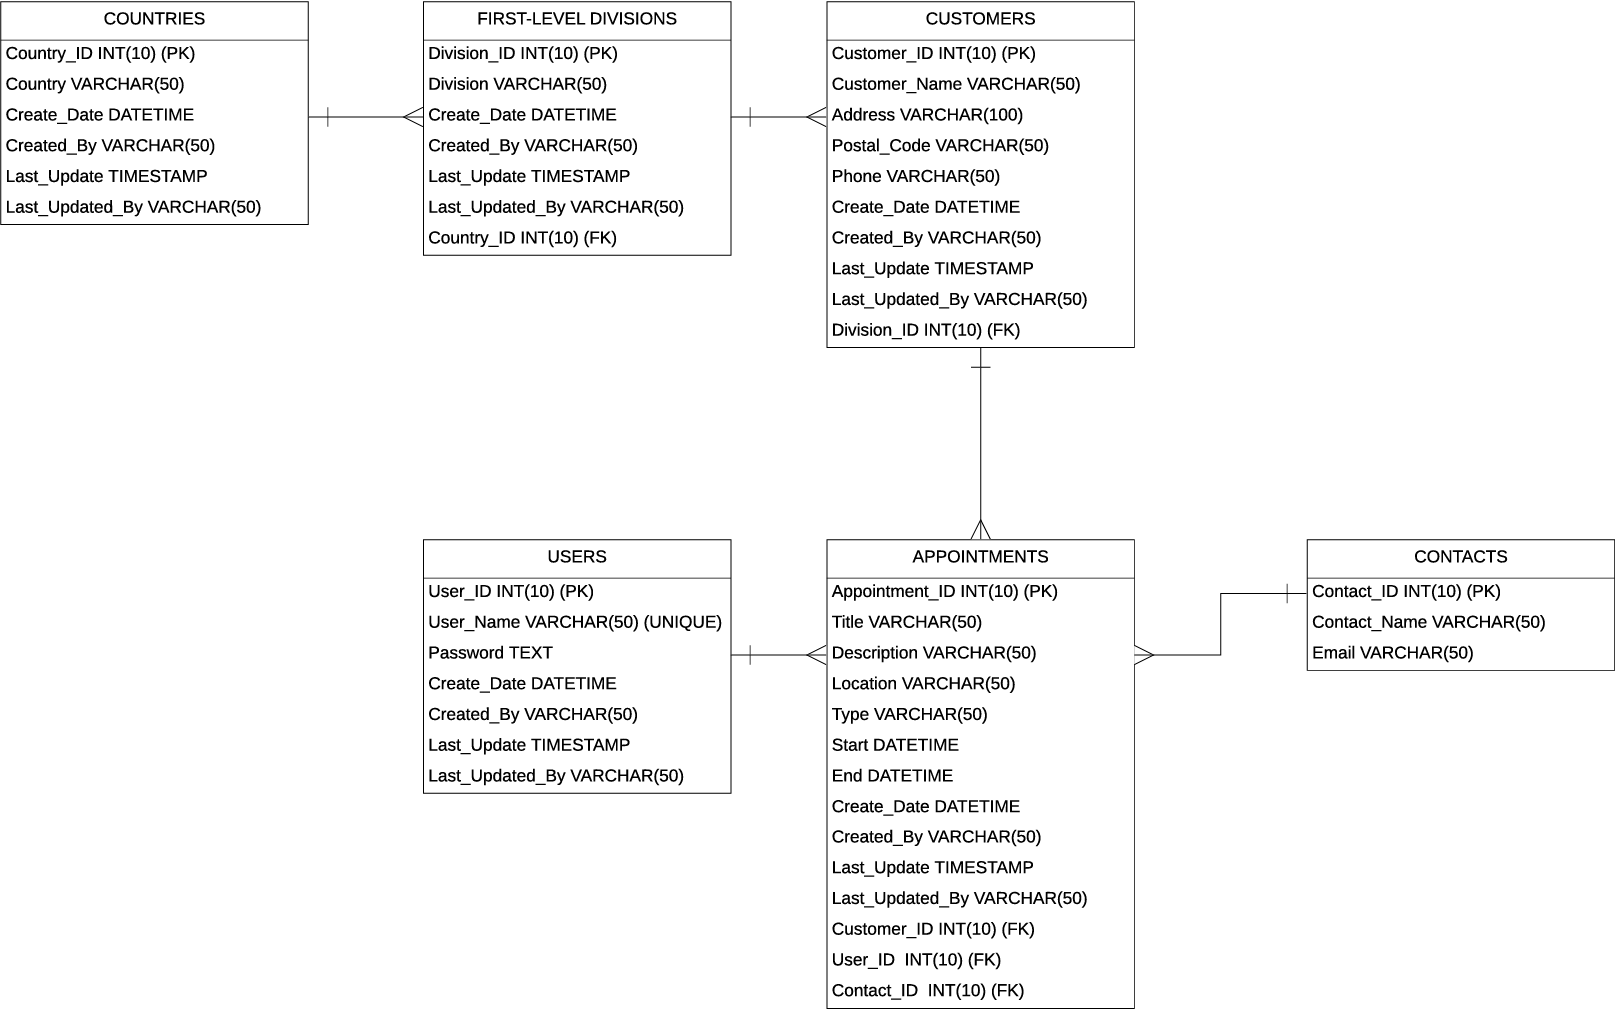 COUNTRIES
Country_ID INT(10) (PK)
Country VARCHAR(50)
Create_Date DATETIME
Created_By VARCHAR(50)
Last_Update TIMESTAMP
Last_Updated_By VARCHAR(50)
FIRST-LEVEL DIVISIONS
Division_ID INT(10) (PK)
Division VARCHAR(50)
Create_Date DATETIME
Created_By VARCHAR(50)
Last_Update TIMESTAMP
Last_Updated_By VARCHAR(50)
Country_ID INT(10) (FK)
CUSTOMERS
Customer_ID INT(10) (PK)
Customer_Name VARCHAR(50)
Address VARCHAR(100)
Postal_Code VARCHAR(50)
Phone VARCHAR(50)
Create_Date DATETIME
Created_By VARCHAR(50)
Last_Update TIMESTAMP
Last_Updated_By VARCHAR(50)
Division_ID INT(10) (FK)
USERS
User_ID INT(10) (PK)
User_Name VARCHAR(50) (UNIQUE)
Password TEXT
Create_Date DATETIME
Created_By VARCHAR(50)
Last_Update TIMESTAMP
Last_Updated_By VARCHAR(50)
APPOINTMENTS
Appointment_ID INT(10) (PK)
Title VARCHAR(50)
Description VARCHAR(50)
Location VARCHAR(50)
Type VARCHAR(50)
Start DATETIME
End DATETIME
Create_Date DATETIME
Created_By VARCHAR(50)
Last_Update TIMESTAMP
Last_Updated_By VARCHAR(50)
Customer_ID INT(10) (FK)
User_ID  INT(10) (FK)
Contact_ID  INT(10) (FK)
CONTACTS
Contact_ID INT(10) (PK)
Contact_Name VARCHAR(50)
Email VARCHAR(50)